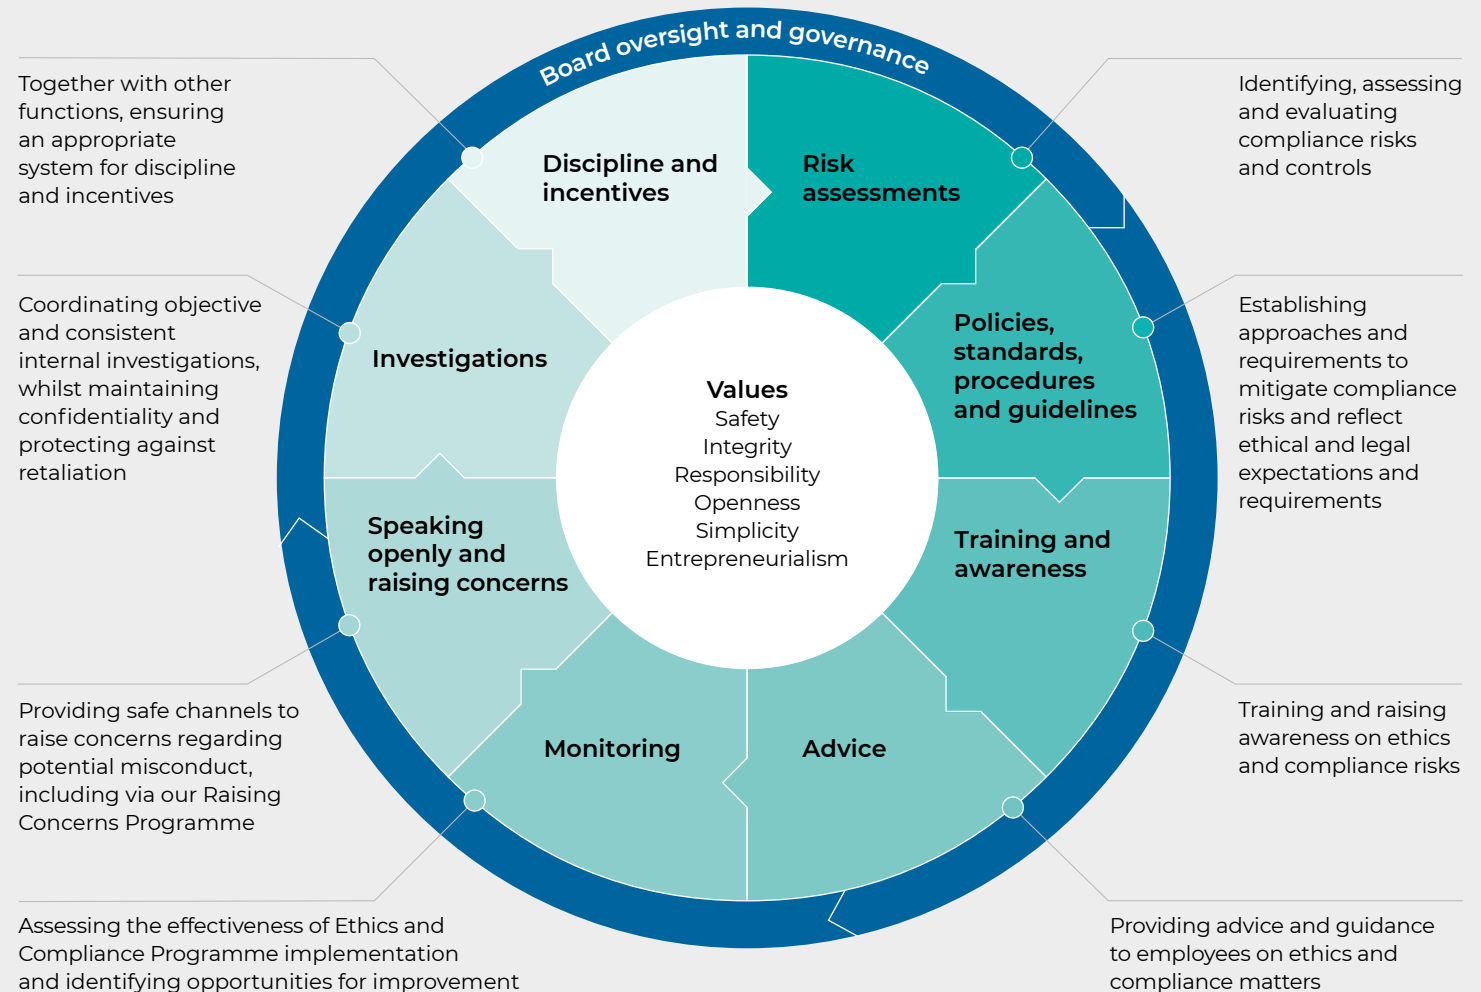 Board oversight and governance
Together with other
functions, ensuring
an appropriate
system for discipline
and incentives
Discipline and
incentives
Risk
assessments
Identifying, assessing
and evaluating
compliance risks
and controls
Coordinating objective
and consistent
internal investigations,
whilst maintaining
confidentiality and
protecting against
retaliation
Investigations
Policies,
standards,
procedures
and guidelines
Establishing
approaches and
requirements to
mitigate compliance
risks and reflect
ethical and legal
expectations and
requirements
Values
Safety
Integrity
Responsibility
Openness
Simplicity
Entrepreneurialism
Speaking
openly and
raising concerns
Training and
awareness
Providing safe channels to
raise concerns regarding
potential misconduct,
including via our Raising
Concerns Programme
Monitoring
Advice
Training and raising
awareness on ethics
and compliance risks
Assessing the effectiveness of Ethics and
Compliance Programme implementation
and identifying opportunities for improvement
Providing advice and guidance
to employees on ethics and
compliance matters